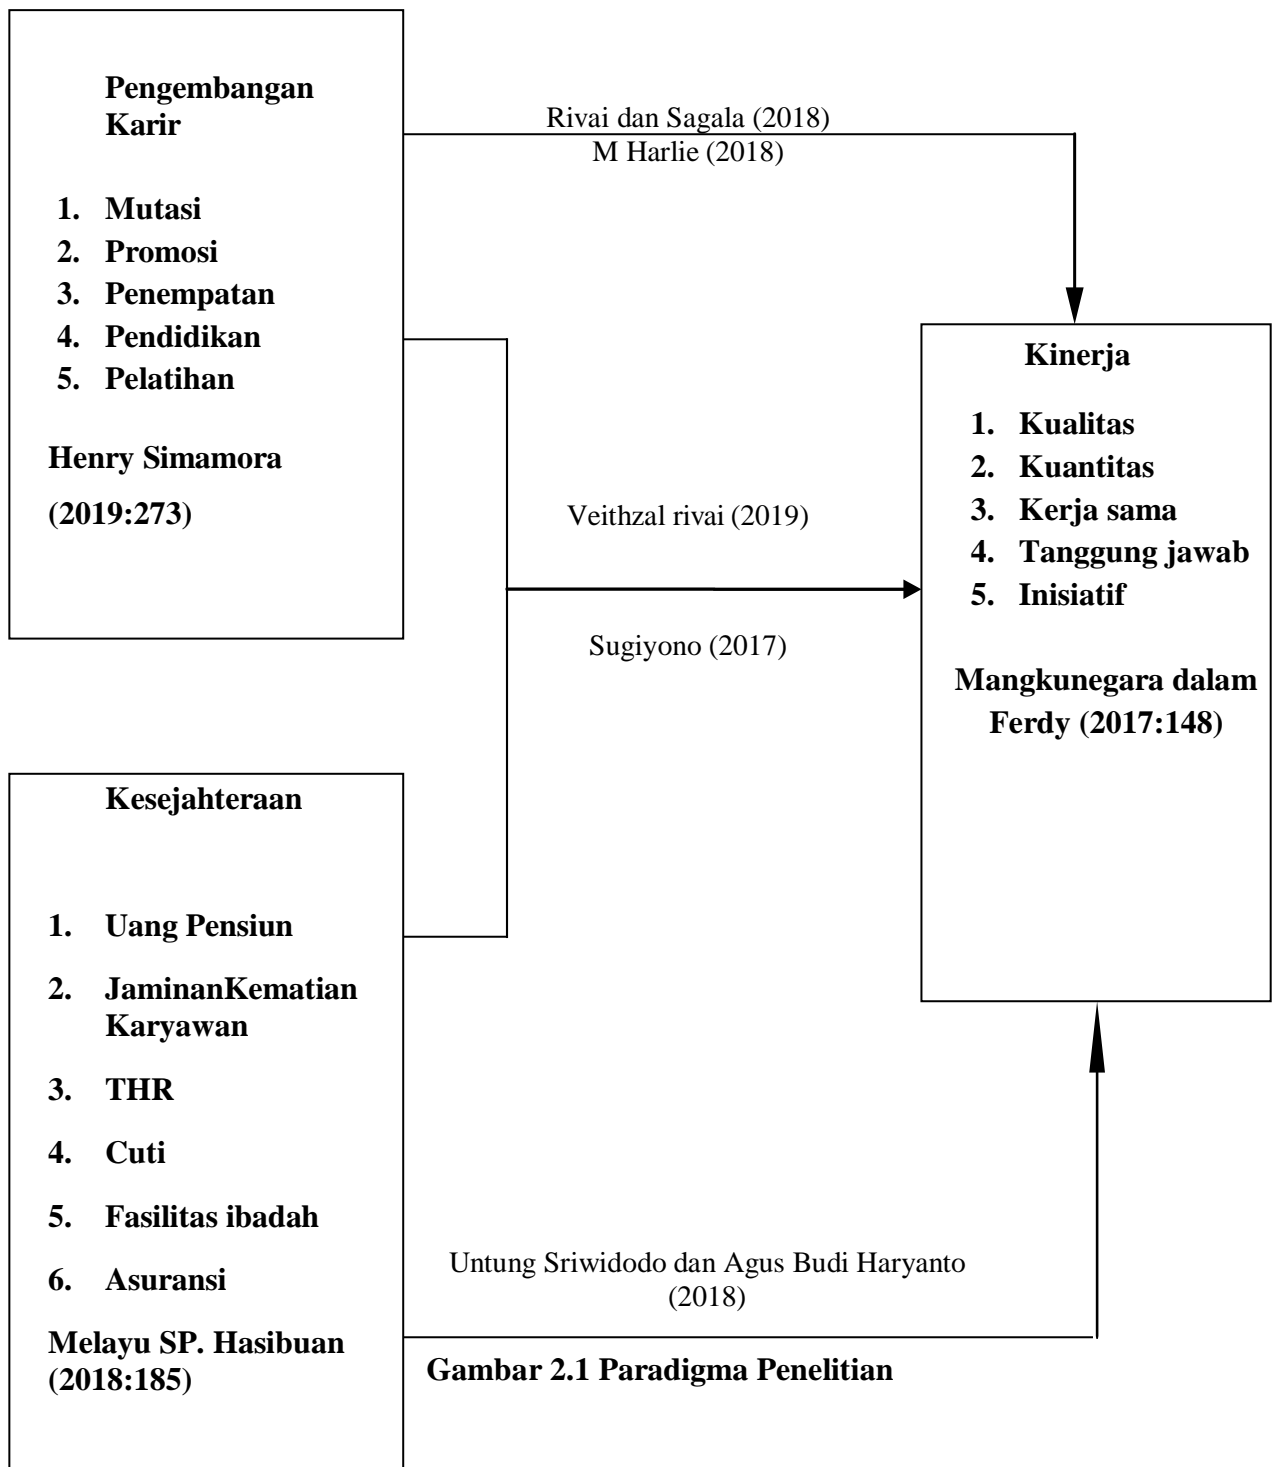 Pengembangan
Karir
1. Mutasi
2. Promosi
3. Penempatan
4. Pendidikan
5. Pelatihan
Henry Simamora
(2019:273)
Rivai dan Sagala (2018)
M Harlie (2018)
Veithzal rivai (2019)
Sugiyono (2017)
Kinerja
1. Kualitas
2. Kuantitas
3. Kerja sama
4. Tanggung jawab
5. Inisiatif
Mangkunegara dalam
Ferdy (2017:148)
Kesejahteraan
1. Uang Pensiun
2. JaminanKematian
Karyawan
3. THR
4. Cuti
5. Fasilitas ibadah
6. Asuransi
Melayu SP. Hasibuan
(2018:185)
Untung Sriwidodo dan Agus Budi Haryanto
(2018)
Gambar 2.1 Paradigma Penelitian